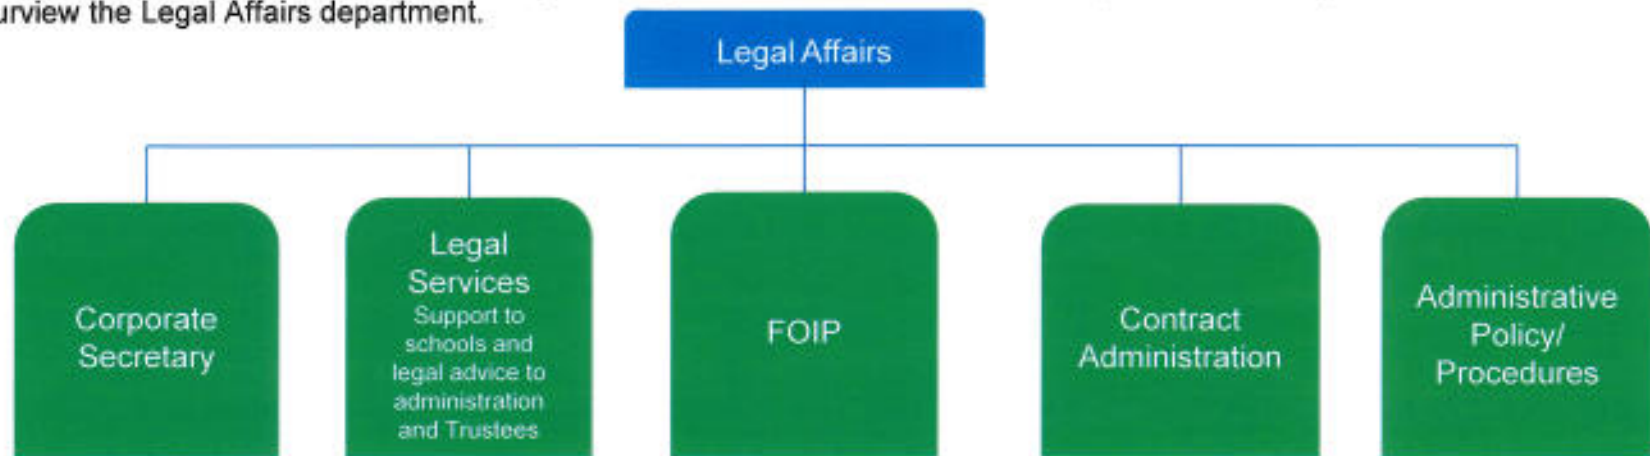 the Legal Affairs department.
Legal Affairs
Corporate
Secretary
Legal
Services
Support to
schools and
legal advice to
administration
and Trustees
FOIP
Contract
Administration
Administrative
Policy/
Procedures